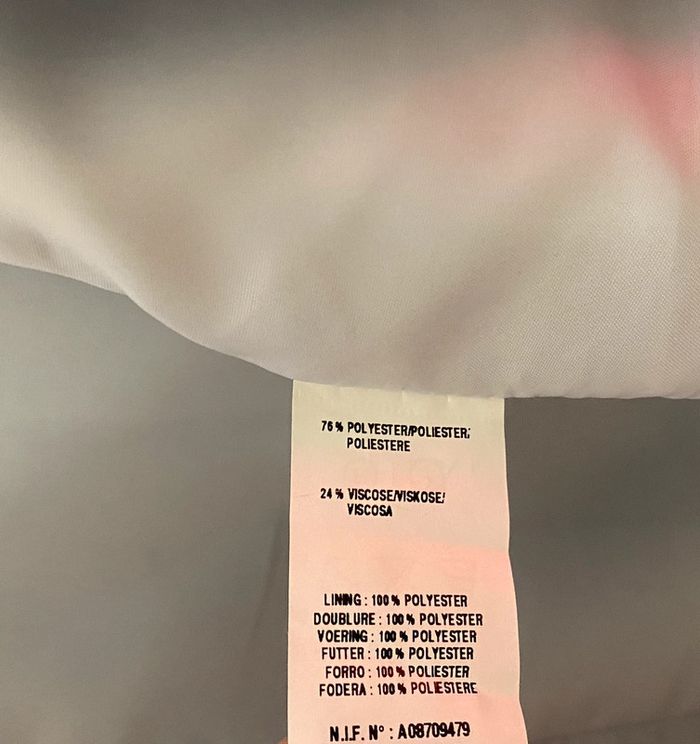 76 % POLYESTER/POLIESTER/
POLIESTERE
24 % VISCOSE/VISKOSE/
VISCOSA
LINING : 100 % POLYESTER
DOUBLURE : 100 % POLYESTER
VOERING : 100 % POLYESTER
FUTTER : 100 % POLYESTER
FORRO : 100 % POLIESTER
FODERA : 100 % POLIESTERE
N.I.F. N° : A08709479